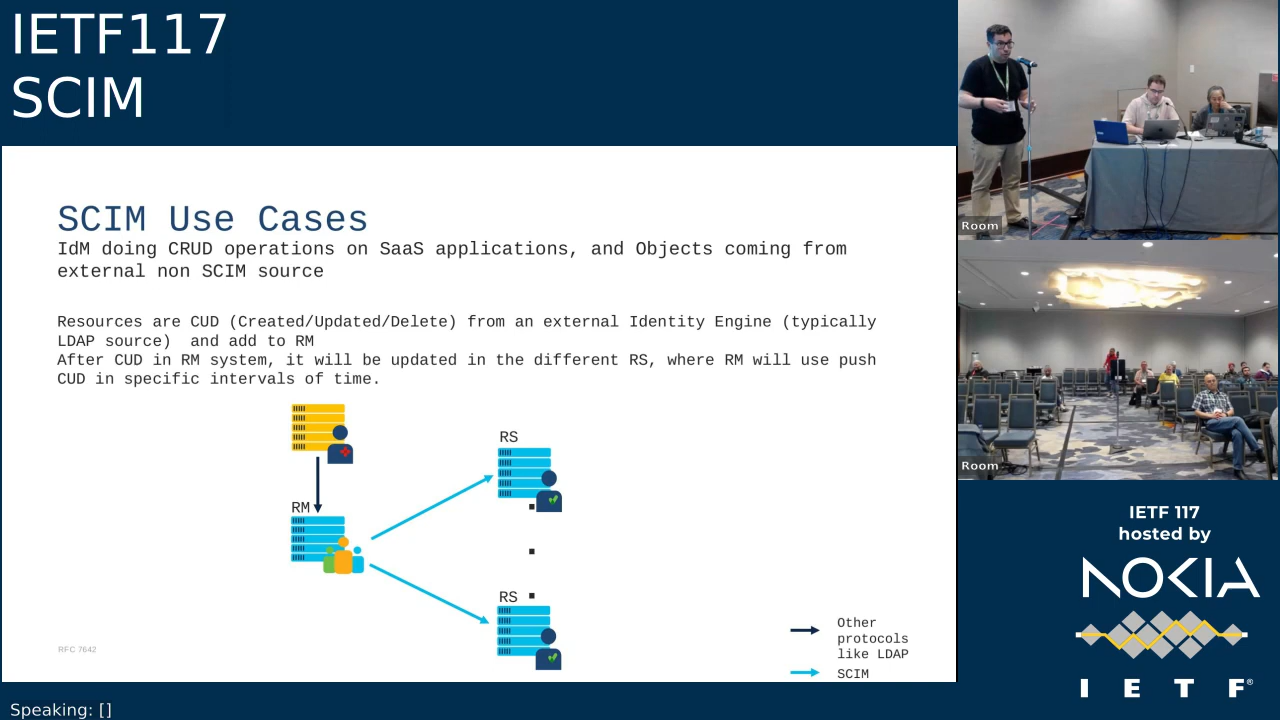 IETF117
SCIM
SCIM Use Cases
IdM doing CRUD operations on SaaS applications, and Objects coming from
external non SCIM source
Resources are CUD (Created/Updated/Delete) from an external Identity Engine (typically
LDAP source)  and add to RM
After CUD in RM system, it will be updated in the different RS, where RM will use push
CUD in specific intervals of time.
RS
RM
RS
Other
protocols
like LDAP
SCIM
RFC 7642
Room
Room
IETF 117
hosted by
NOKIA
I E T F®
Speaking: []